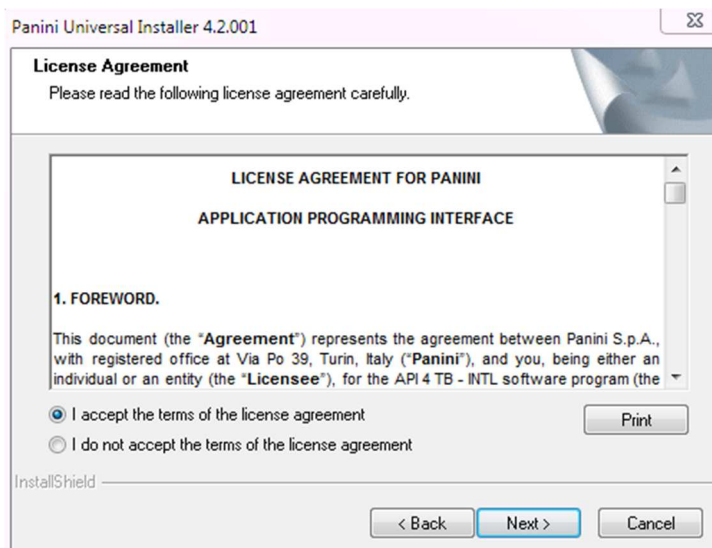 Panini Universal Installer 4.2.001
License Agreement
Please read the following license agreement carefully.
LICENSE AGREEMENT FOR PANINI
APPLICATION PROGRAMMING INTERFACE
1. FOREWORD.
This document (the “Agreement”) represents the agreement between Panini S.p.A.,
with registered office at Via Po 39, Turin, Italy (“Panini”), and you, being either an
individual or an entity (the “Licensee”), for the API 4 TB - INTL software program (the
I accept the terms of the license agreement
Print
I do not accept the terms of the license agreement
InstallShield
< Back
Next >
Cancel